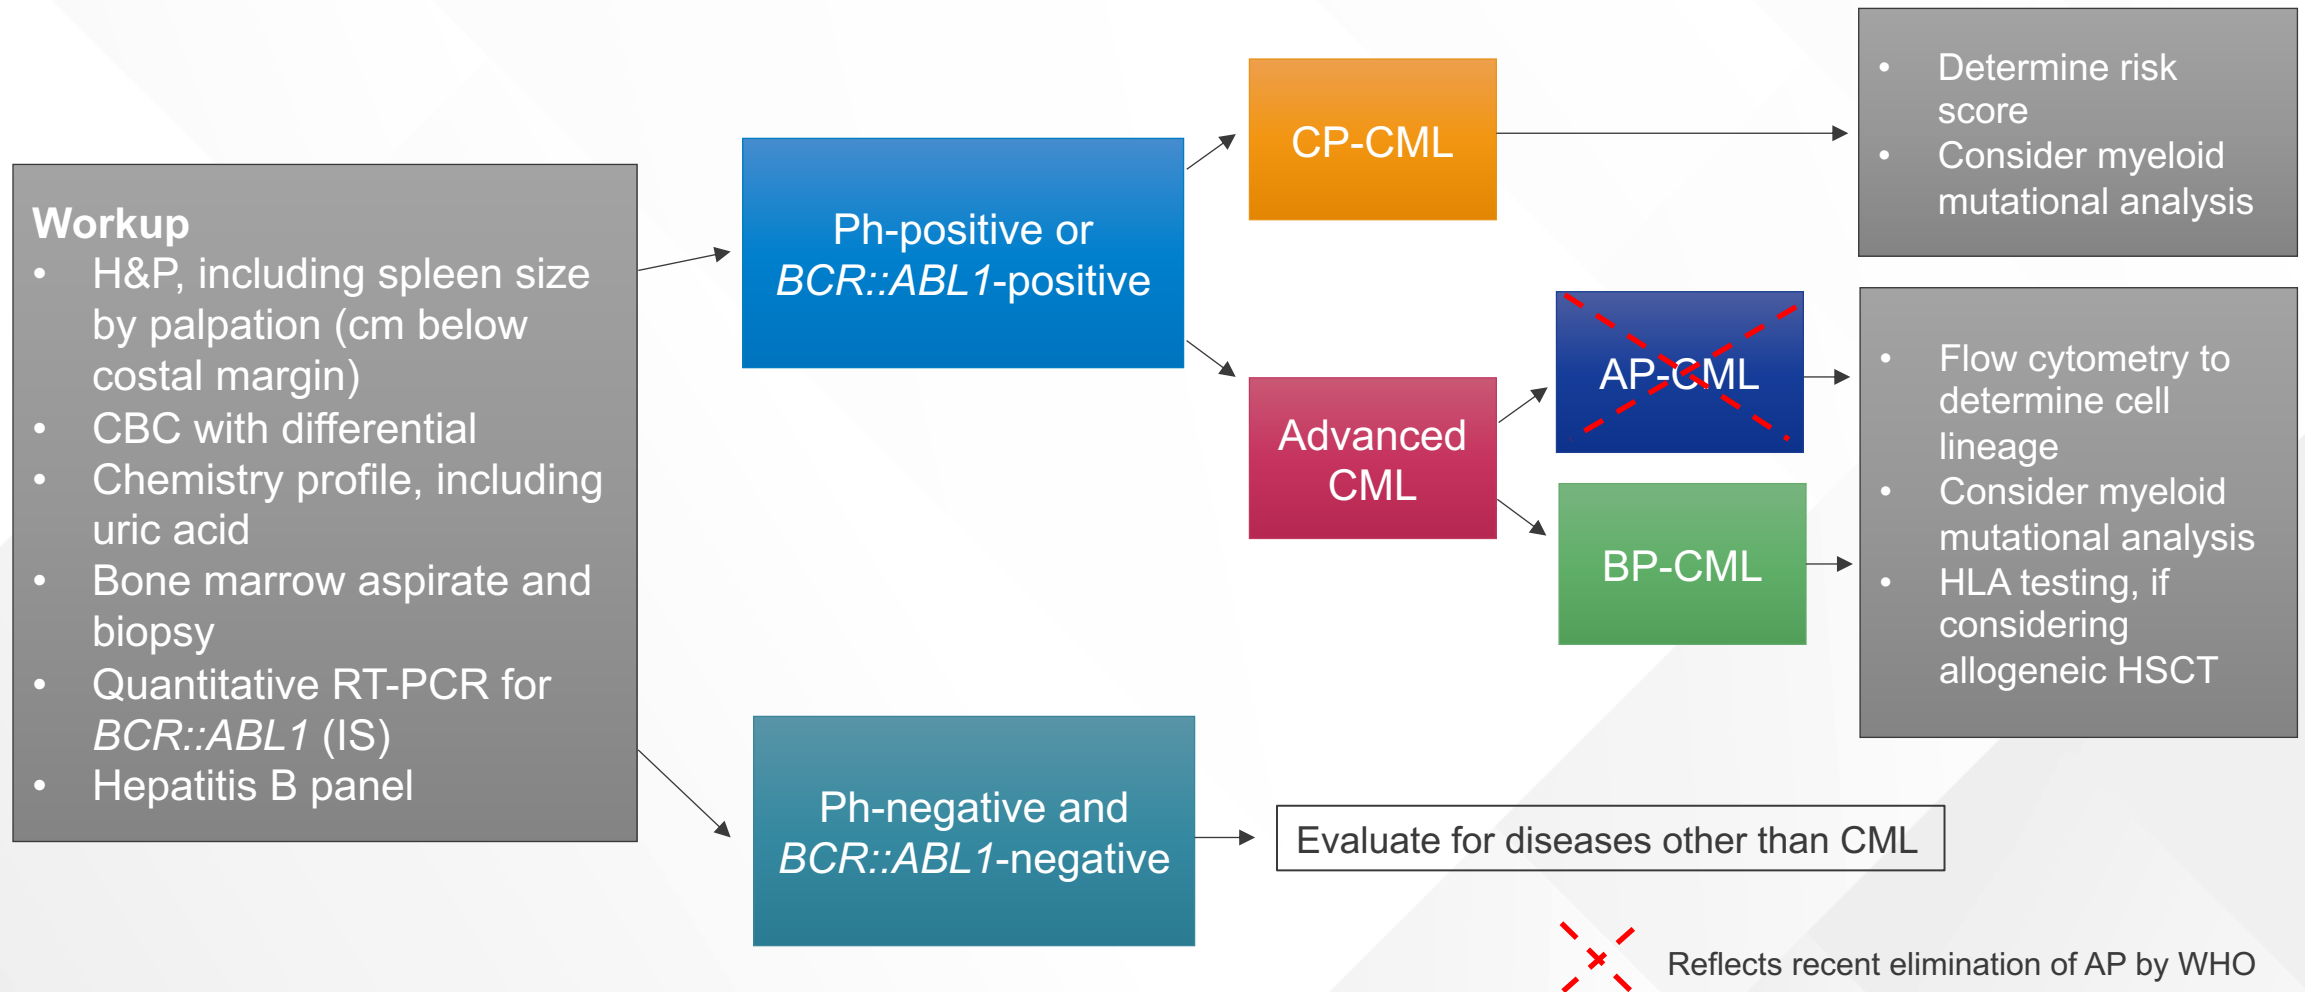 Workup
• H&P, including spleen size
by palpation (cm below
costal margin)
• CBC with differential
• Chemistry profile, including
uric acid
• Bone marrow aspirate and
biopsy
• Quantitative RT-PCR for
BCR::ABL1 (IS)
• Hepatitis B panel
Ph-positive or
BCR::ABL1-positive
CP-CML
• Determine risk
score
• Consider myeloid
mutational analysis
Advanced
CML
AP-CML
BP-CML
• Flow cytometry to
determine cell
lineage
• Consider myeloid
mutational analysis
• HLA testing, if
considering
allogeneic HSCT
Ph-negative and
BCR::ABL1-negative
Evaluate for diseases other than CML
Reflects recent elimination of AP by WHO